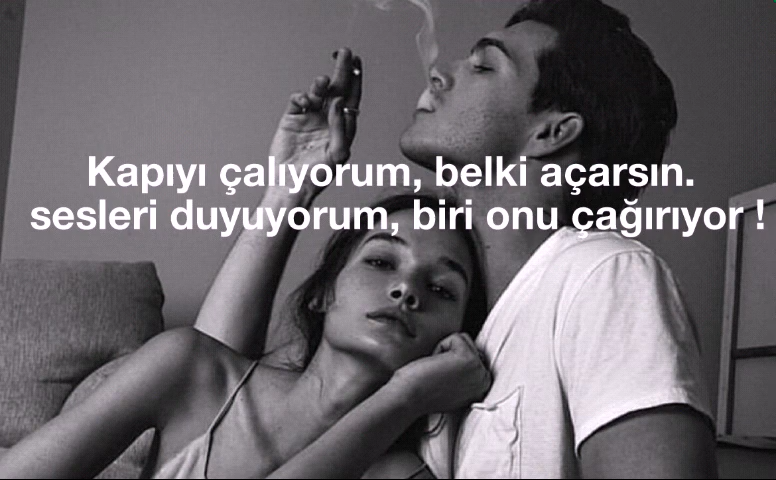 Kapıyı çalıyorum, belki açarsın.
sesleri duyuyorum, biri onu çağırıyor !